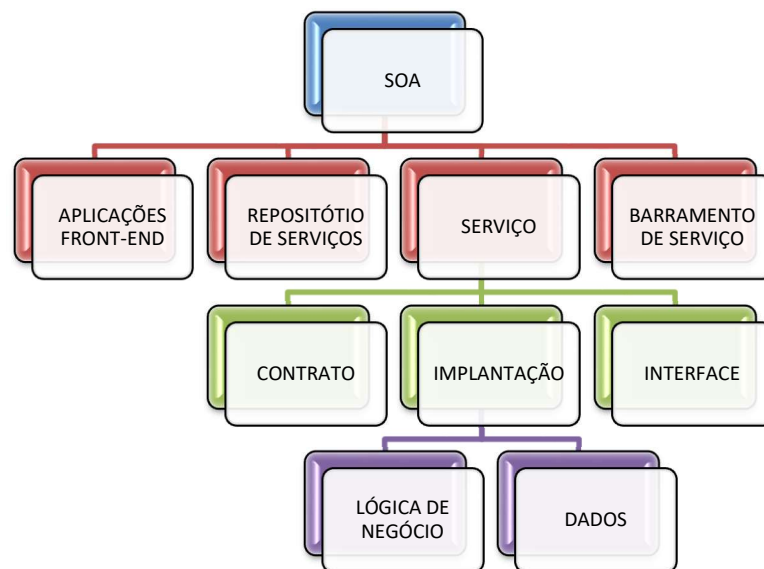 SOA
APLICAÇÕES
FRONT-END
REPOSITÓTIO
DE SERVIÇOS
SERVIÇO
BARRAMENTO
DE SERVIÇO
CONTRATO
IMPLANTAÇÃO
INTERFACE
LÓGICA DE
NEGÓCIO
DADOS